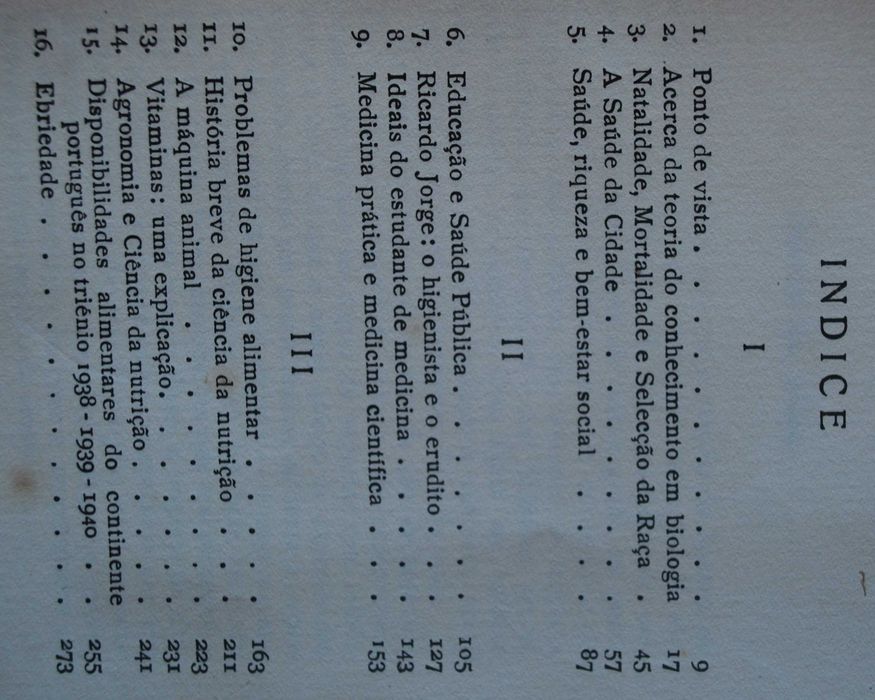 INDICE
I
1. Ponto de vista . . . . . . . . . . 9
2. Acerca da teoria do conhecimento em biologia 17
3. Natalidade, Mortalidade e Selecção da Raça . 45
4. A Saúde da Cidade . . . . . . . . 57
5. Saúde, riqueza e bem-estar social . . . . 87
II
6. Educação e Saúde Pública . . . . . . 105
7. Ricardo Jorge: o higienista e o erudito . . . 127
8. Ideais do estudante de medicina . . . . 143
9. Medicina prática e medicina científica . . . 153
III
10. Problemas de higiene alimentar . . . . 163
11. História breve da ciência da nutrição . . 211
12. A máquina animal . . . . . . . . 223
13. Vitaminas: uma explicação . . . . . . 231
14. Agronomia e Ciência da nutrição . . . . 241
15. Disponibilidades alimentares do continente
português no triênio 1938-1939-1940 . . 255
16. Ebriedade . . . . . . . . . . . 273